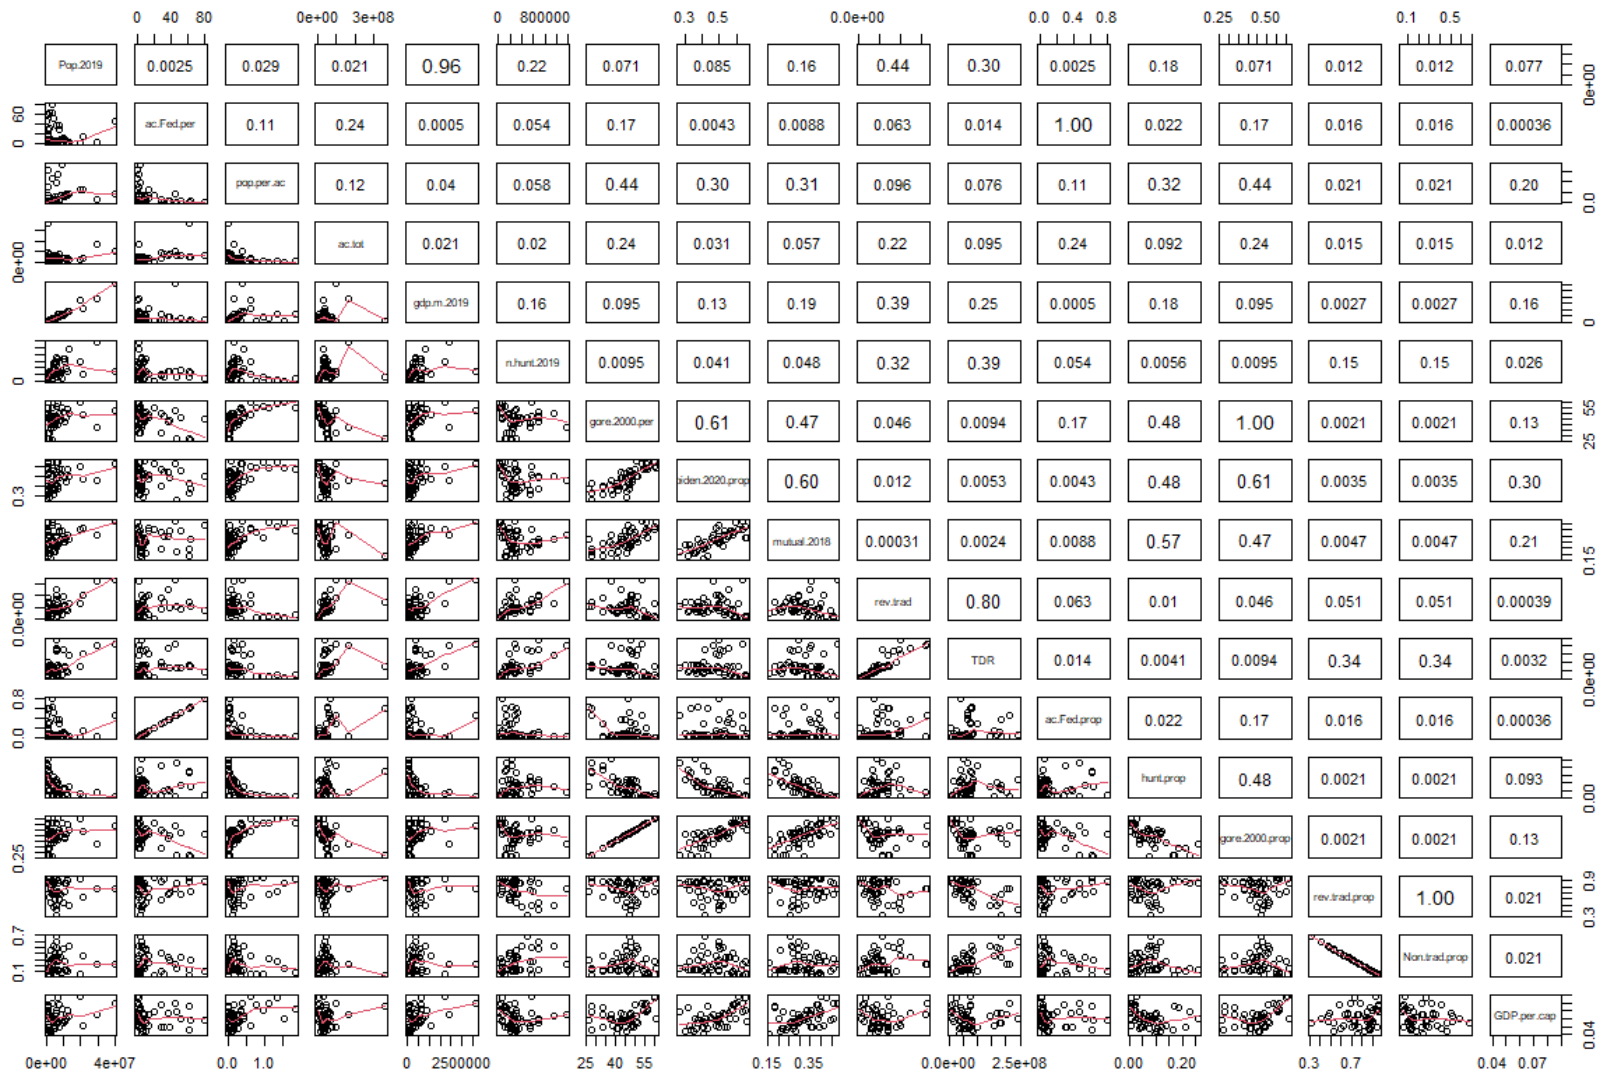 0 40 80 0e+00 3e+08 0 800000 0.3 0.5 0.0e+00 0.0 0.4 0.8 0.25 0.50 0.1 0.5
Pop.2019 0.0025 0.029 0.021 0.96 0.22 0.071 0.085 0.16 0.44 0.30 0.0025 0.18 0.071 0.012 0.012 0.077 0e+00
0 60 ac.Fed.per 0.11 0.24 0.0005 0.054 0.17 0.0043 0.0088 0.063 0.014 1.00 0.022 0.17 0.016 0.016 0.00036
pop.per.ac 0.12 0.04 0.058 0.44 0.30 0.31 0.096 0.076 0.11 0.32 0.44 0.021 0.021 0.20 0.0
0e+00 ac.tot 0.021 0.02 0.24 0.031 0.057 0.22 0.095 0.24 0.092 0.24 0.015 0.015 0.012
gdp.m.2019 0.16 0.095 0.13 0.19 0.39 0.25 0.0005 0.18 0.095 0.0027 0.0027 0.16 0
0 n.hunt.2019 0.0095 0.041 0.048 0.32 0.39 0.054 0.0056 0.0095 0.15 0.15 0.026
gore.2000.per 0.61 0.47 0.046 0.0094 0.17 0.48 1.00 0.0021 0.0021 0.13 25 55
0.3 biden.2020.prop 0.60 0.012 0.0053 0.0043 0.48 0.61 0.0035 0.0035 0.30
mutual.2018 0.00031 0.0024 0.0088 0.57 0.47 0.0047 0.0047 0.21 0.15
0.0e+00 rev.trad 0.80 0.063 0.01 0.046 0.051 0.051 0.00039
TDR 0.014 0.0041 0.0094 0.34 0.34 0.0032 0.0e+00
0.0 0.8 ac.Fed.prop 0.022 0.17 0.016 0.016 0.00036
hunt.prop 0.48 0.0021 0.0021 0.093 0.00
0.25 gore.2000.prop 0.0021 0.0021 0.13
rev.trad.prop 1.00 0.021 0.3 0.9
0.1 0.7 Non.trad.prop 0.021
GDP.per.cap 0.04
0e+00 4e+07 0.0 1.0 0 2500000 25 40 55 0.15 0.35 0.0e+00 2.5e+08 0.00 0.20 0.3 0.7 0.04 0.07